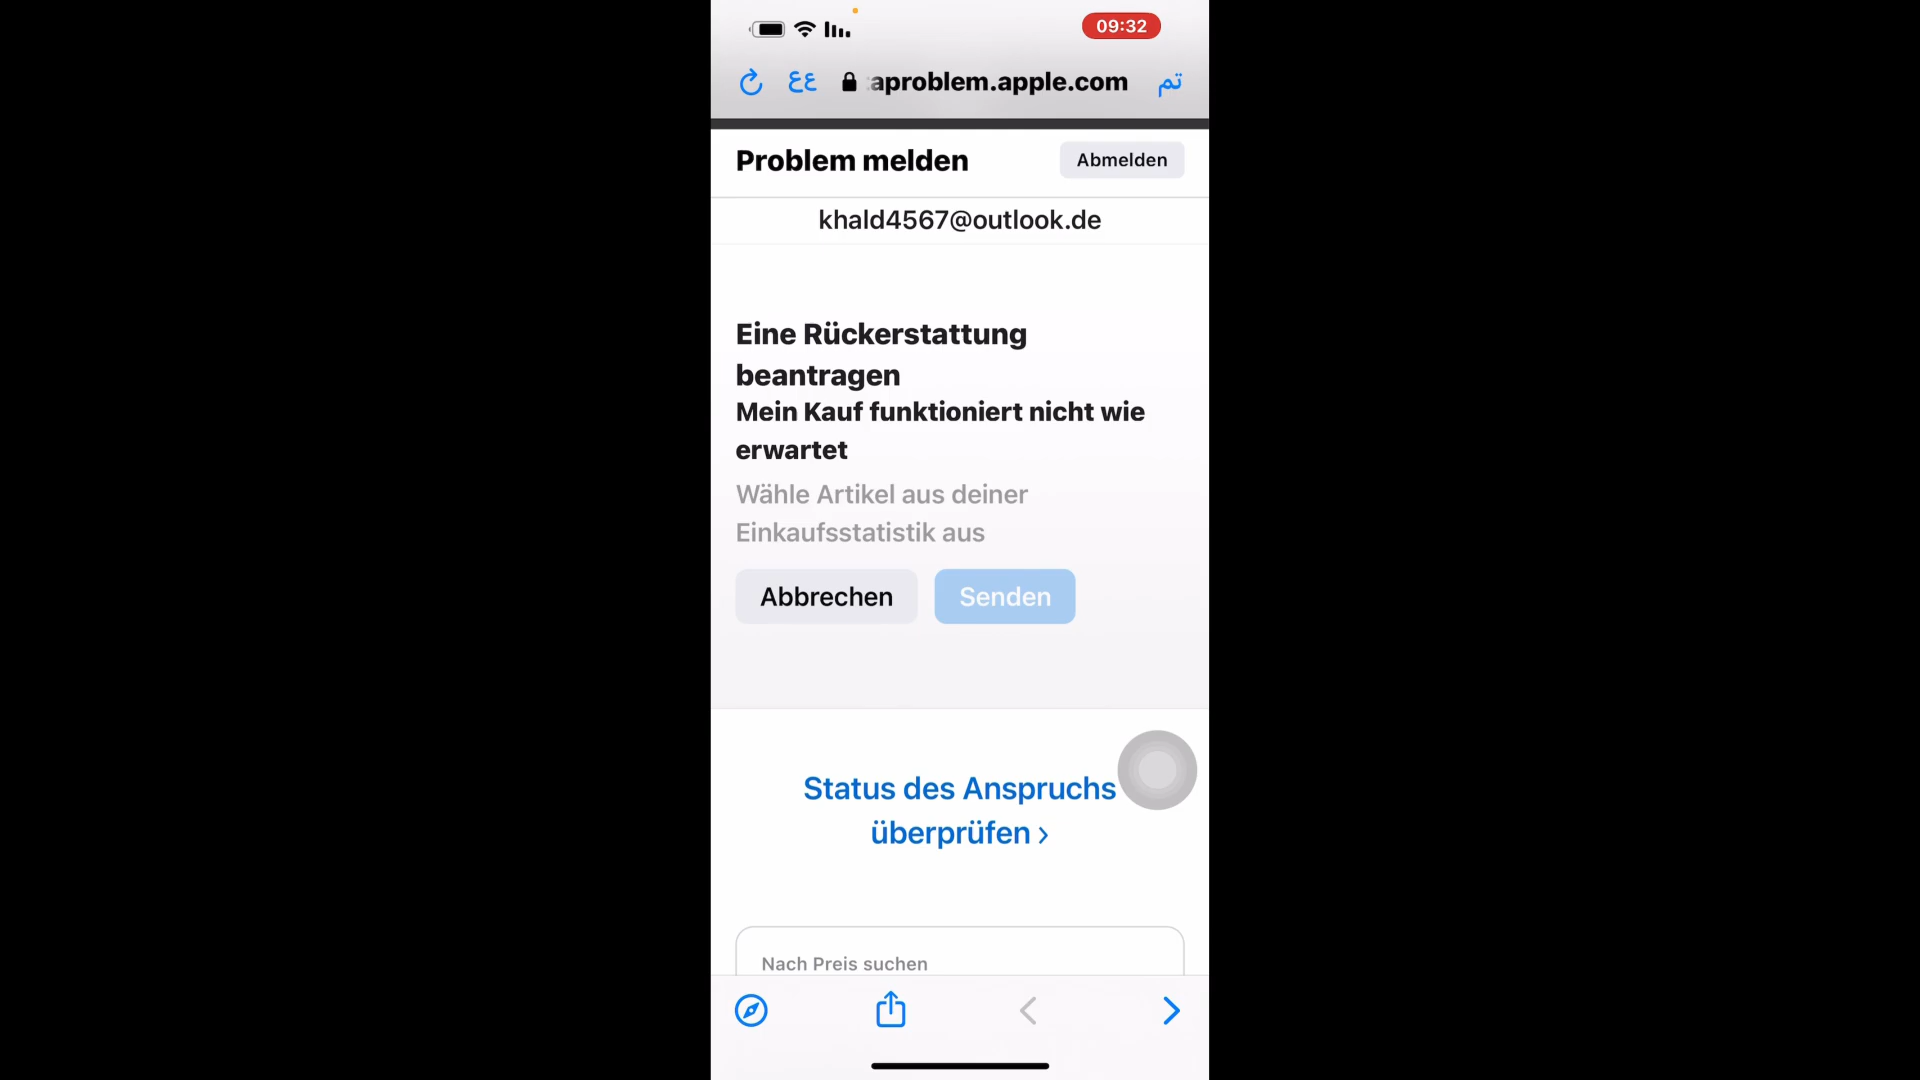 09:32
عع aproblem.apple.com تم
Problem melden
Abmelden
khald4567@outlook.de
Eine Rückerstattung
beantragen
Mein Kauf funktioniert nicht wie
erwartet
Wähle Artikel aus deiner
Einkaufsstatistik aus
Abbrechen
Senden
Status des Anspruchs
überprüfen ›
Nach Preis suchen